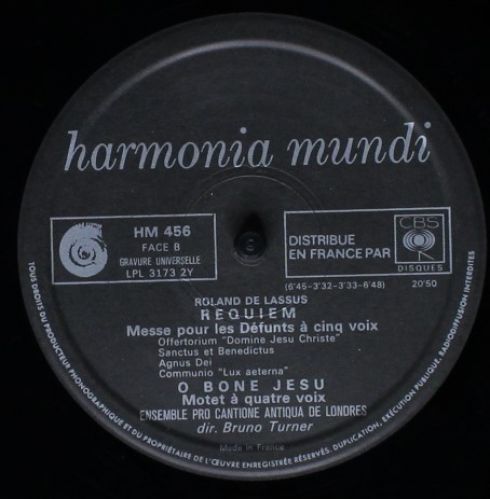 harmonia mundi
HM 456
FACE B
GRAVURE UNIVERSELLE
LPL 3173 2Y
DISTRIBUE
EN FRANCE PAR
CBS
DISQUES
(6'45-3'32-3'33-6'48)
20'50
ROLAND DE LASSUS
REQUIEM
Messe pour les Défunts à cinq voix
Offertorium "Domine Jesu Christe"
Sanctus et Benedictus
Agnus Dei
Communio "Lux aeterna"
O BONE JESU
Motet à quatre voix
ENSEMBLE PRO CANTIONE ANTIQUA DE LONDRES
dir. Bruno Turner
Made in France
TOUS DROITS DU PRODUCTEUR PHONOGRAPHIQUE ET DU PROPRIÉTAIRE DE L'ŒUVRE ENREGISTRÉE RÉSERVÉS. DUPLICATION, EXÉCUTION PUBLIQUE, RADIODIFFUSION INTERDITES